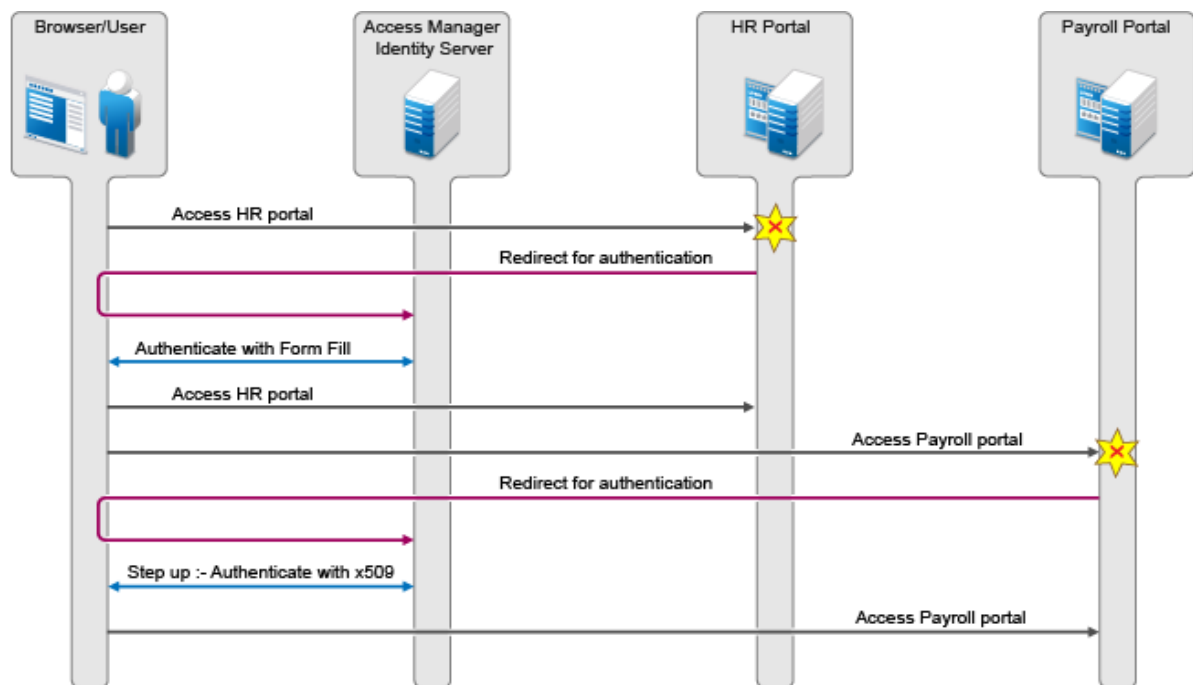 Browser/User
Access Manager
Identity Server
HR Portal
Payroll Portal
Access HR portal
Redirect for authentication
Authenticate with Form Fill
Access HR portal
Access Payroll portal
Redirect for authentication
Step up :- Authenticate with x509
Access Payroll portal